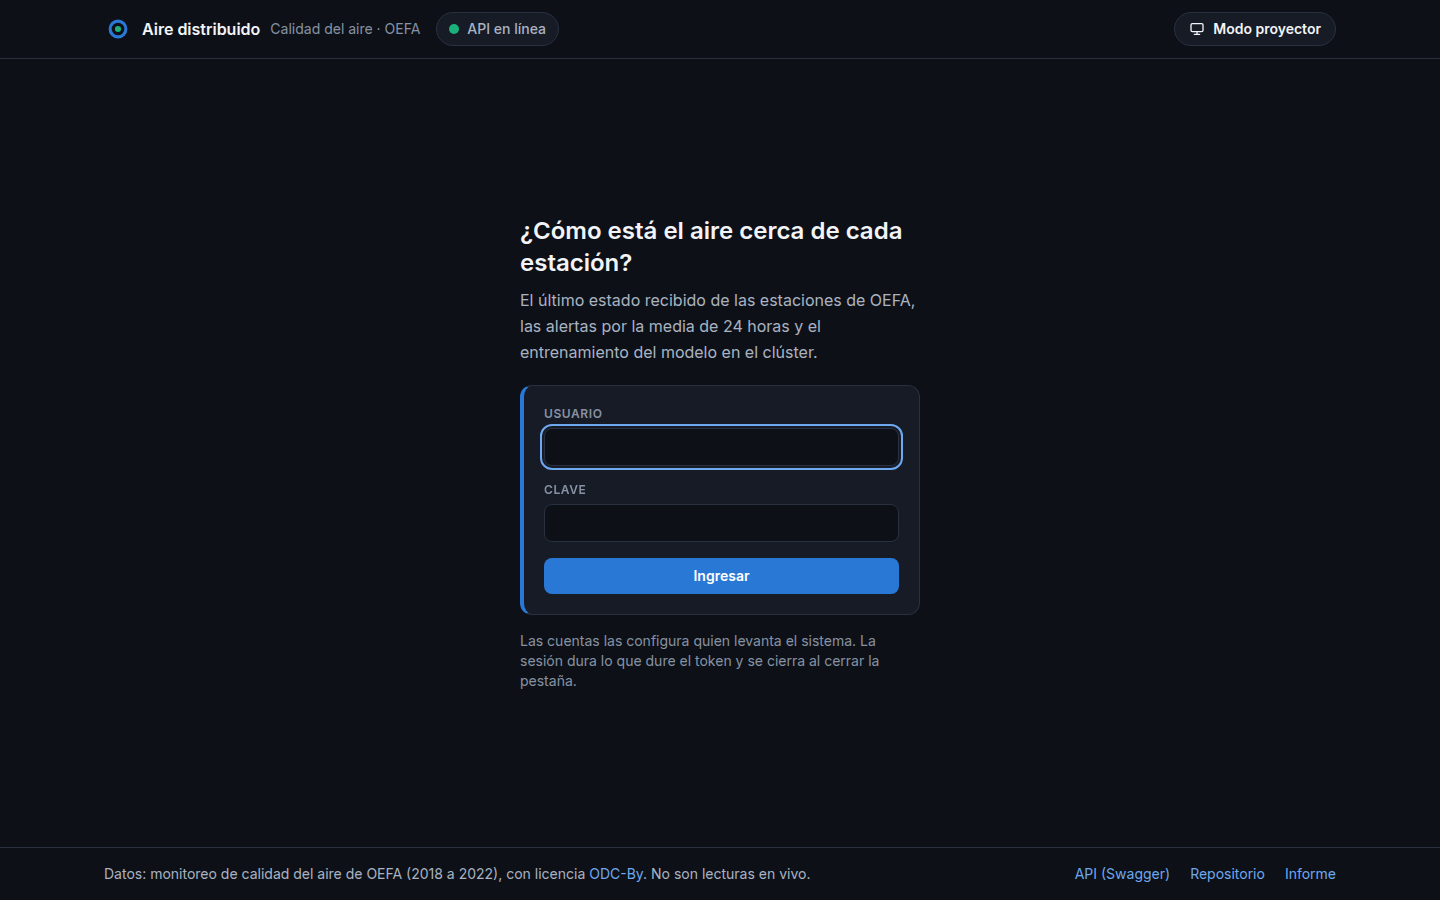 Aire distribuido Calidad del aire · OEFA API en línea Modo proyector
¿Cómo está el aire cerca de cada
estación?
El último estado recibido de las estaciones de OEFA,
las alertas por la media de 24 horas y el
entrenamiento del modelo en el clúster.
USUARIO
CLAVE
Ingresar
Las cuentas las configura quien levanta el sistema. La
sesión dura lo que dure el token y se cierra al cerrar la
pestaña.
Datos: monitoreo de calidad del aire de OEFA (2018 a 2022), con licencia ODC-By. No son lecturas en vivo. API (Swagger) Repositorio Informe